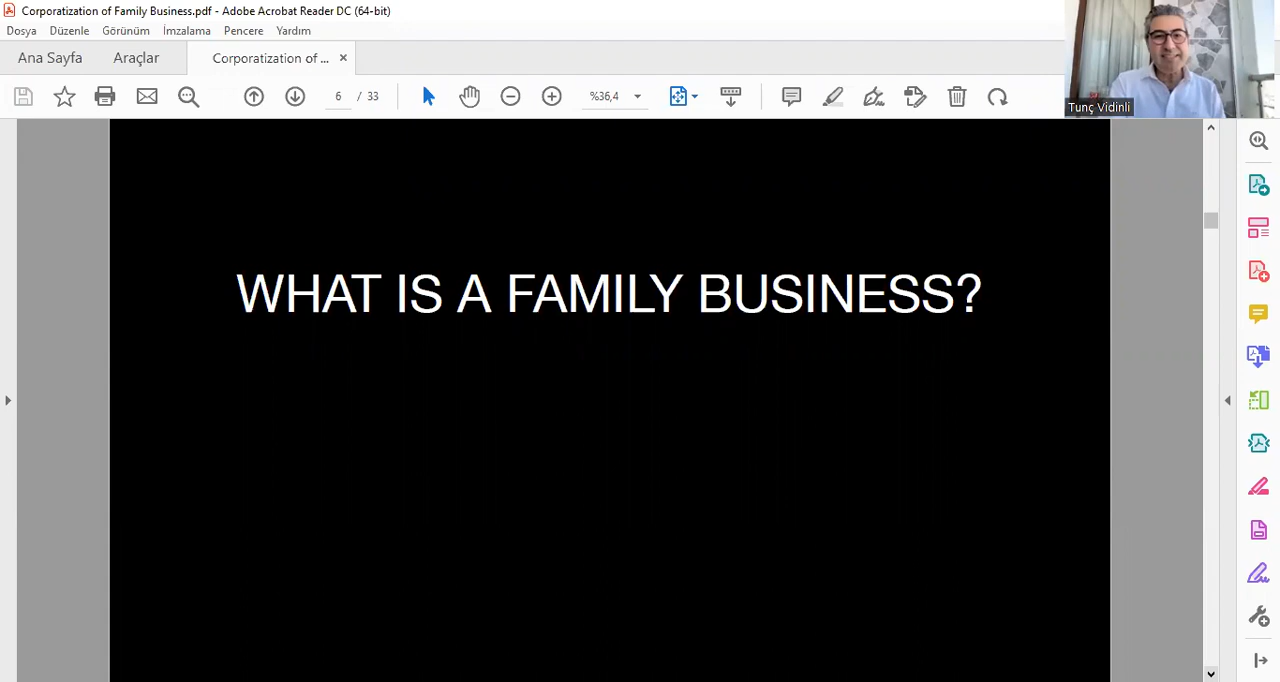 Corporatization of Family Business.pdf - Adobe Acrobat Reader DC (64-bit)
Dosya Düzenle Görünüm İmzalama Pencere Yardım
Ana Sayfa Araçlar Corporatization of ... ×
6 / 33 %36,4
Tunç Vidinli
WHAT IS A FAMILY BUSINESS?